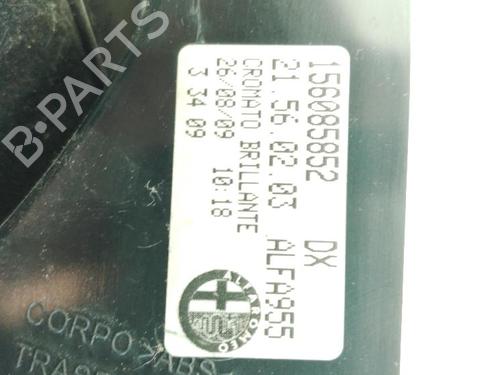 156085852 DX
21.56.02.03 ALFA955
CROMATO BRILLANTE
26/08/09 10:18
3 34 09
ALFA ROMEO
CORPO >ABS
B-PARTS